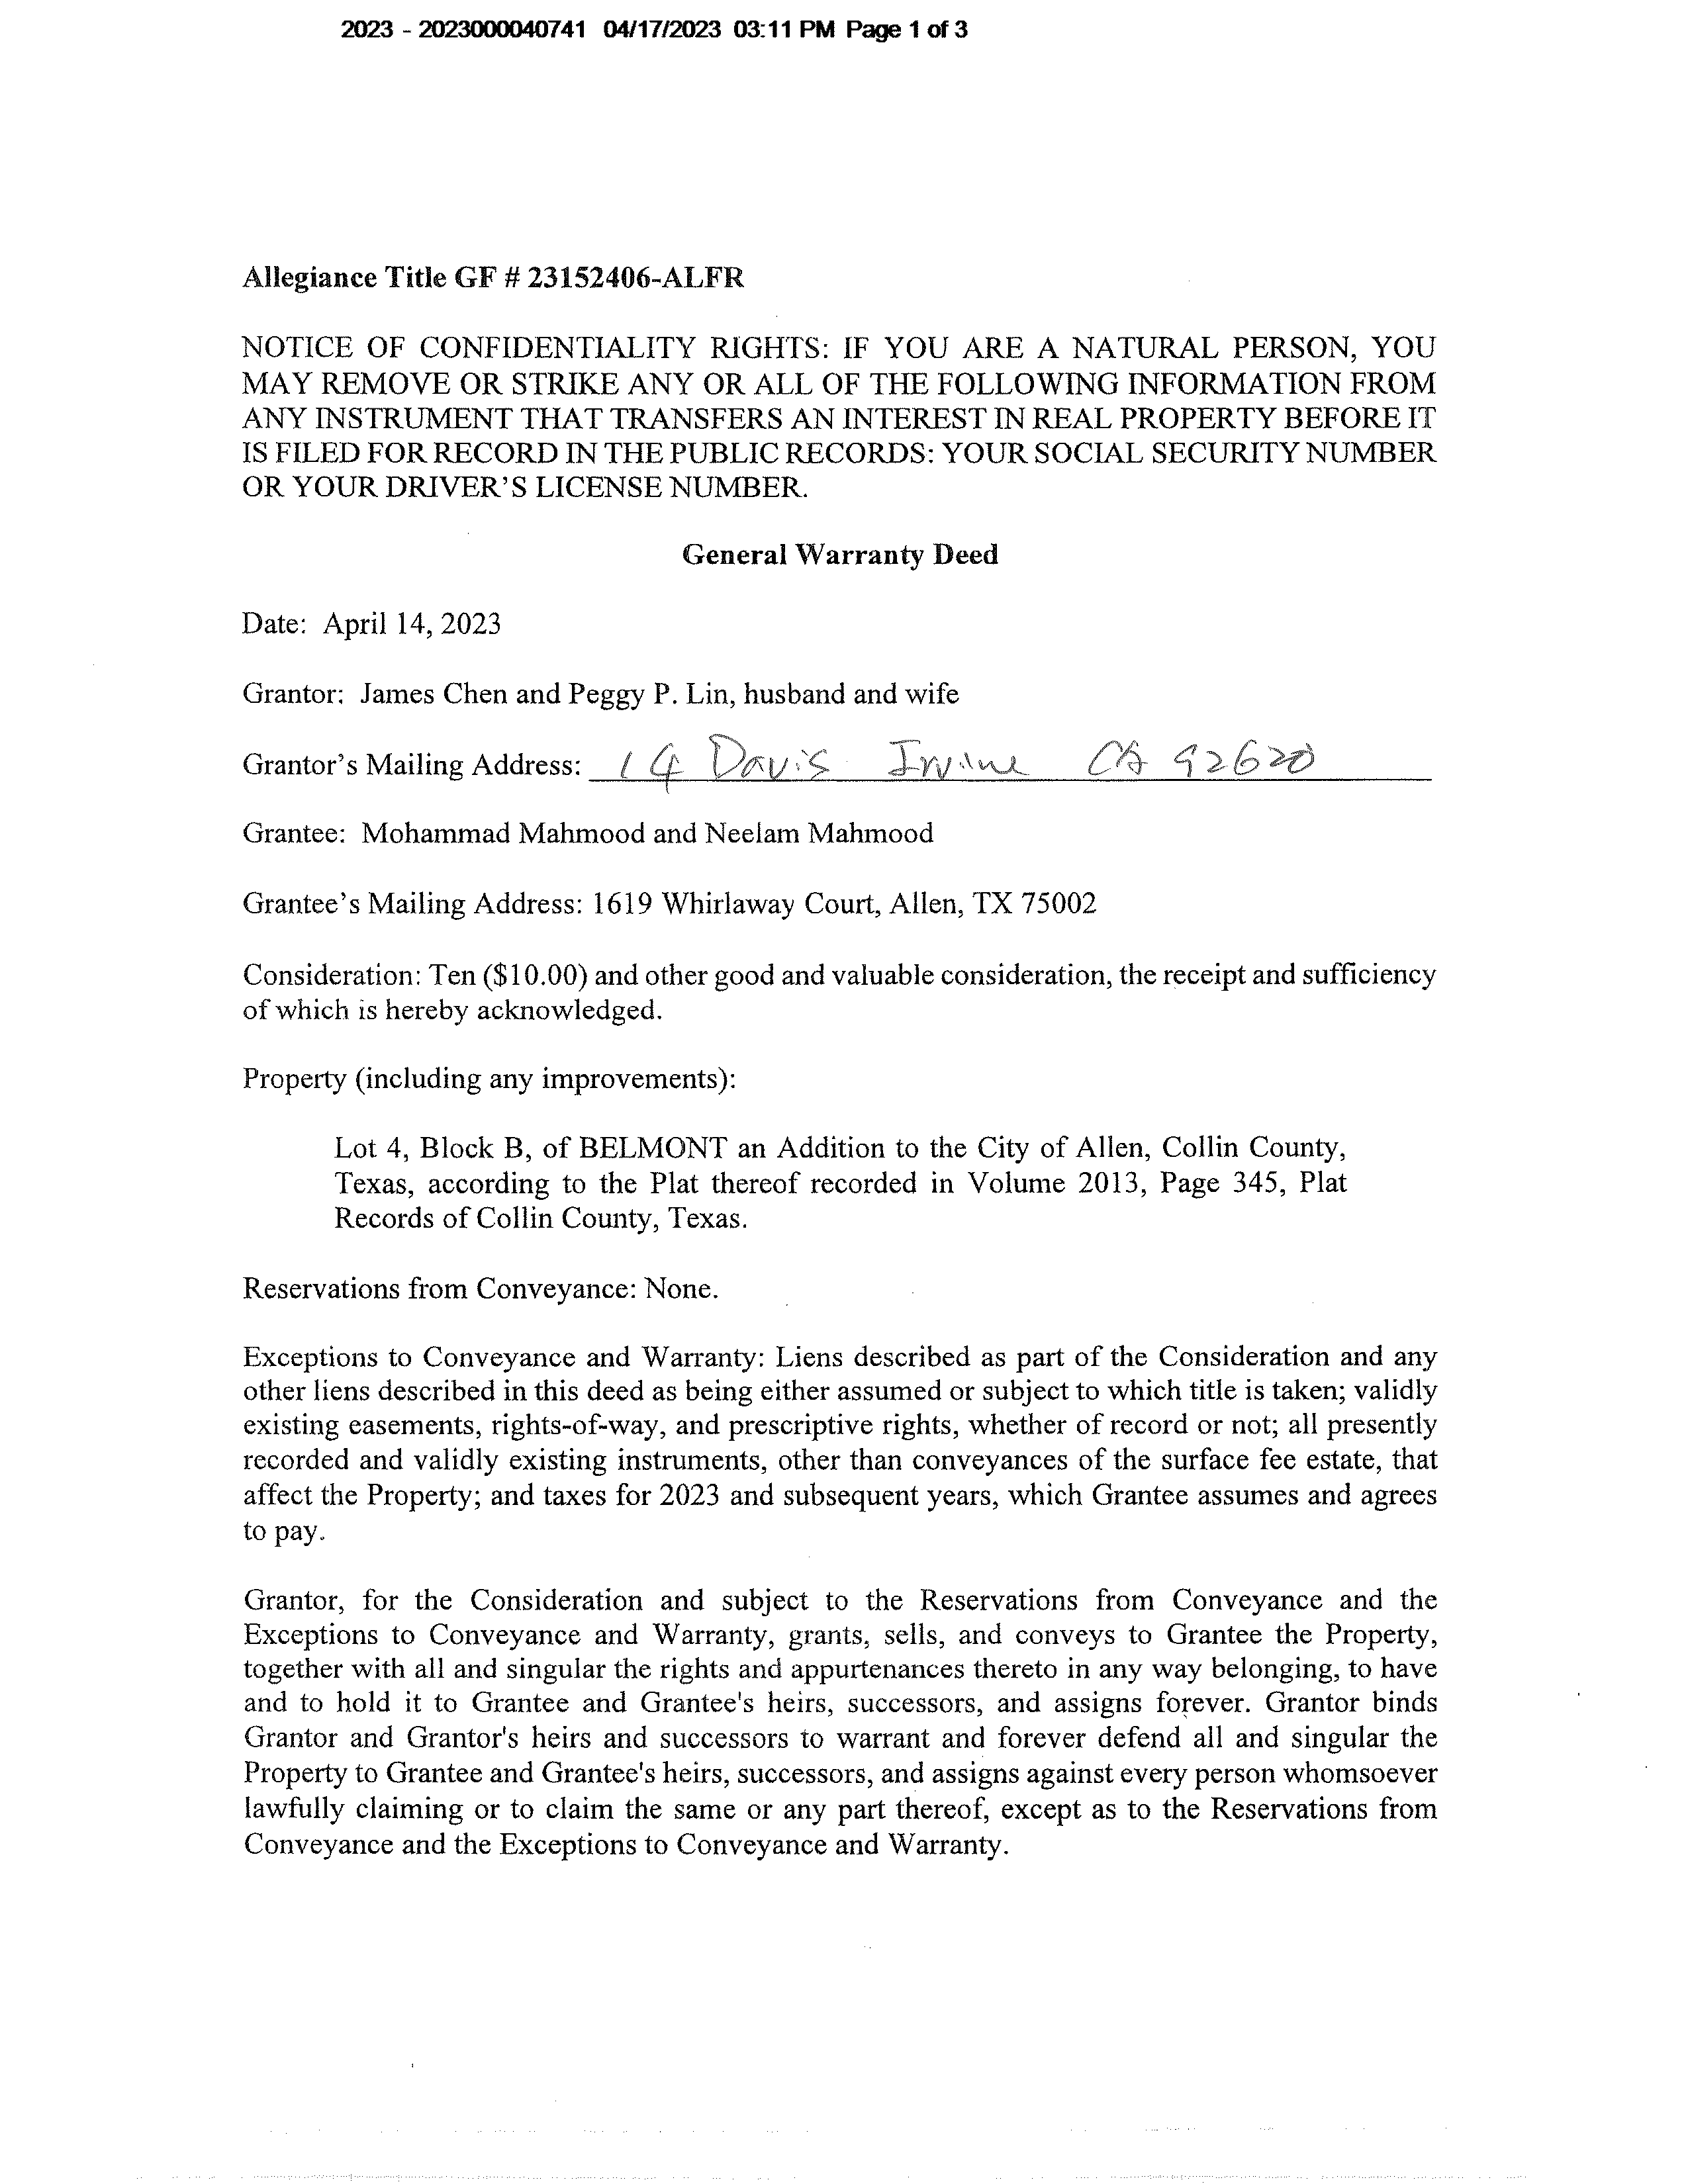 2023 - 2023000040741 04/17/2023 03:11 PM Page 1 of 3
Allegiance Title GF # 23152406-ALFR
NOTICE OF CONFIDENTIALITY RIGHTS: IF YOU ARE A NATURAL PERSON, YOU
MAY REMOVE OR STRIKE ANY OR ALL OF THE FOLLOWING INFORMATION FROM
ANY INSTRUMENT THAT TRANSFERS AN INTEREST IN REAL PROPERTY BEFORE IT
IS FILED FOR RECORD IN THE PUBLIC RECORDS: YOUR SOCIAL SECURITY NUMBER
OR YOUR DRIVER'S LICENSE NUMBER.
General Warranty Deed
Date: April 14, 2023
Grantor: James Chen and Peggy P. Lin, husband and wife
Grantor's Mailing Address: 14 Davis Irvine CA 92620
Grantee: Mohammad Mahmood and Neelam Mahmood
Grantee's Mailing Address: 1619 Whirlaway Court, Allen, TX 75002
Consideration: Ten ($10.00) and other good and valuable consideration, the receipt and sufficiency
of which is hereby acknowledged.
Property (including any improvements):
Lot 4, Block B, of BELMONT an Addition to the City of Allen, Collin County,
Texas, according to the Plat thereof recorded in Volume 2013, Page 345, Plat
Records of Collin County, Texas.
Reservations from Conveyance: None.
Exceptions to Conveyance and Warranty: Liens described as part of the Consideration and any
other liens described in this deed as being either assumed or subject to which title is taken; validly
existing easements, rights-of-way, and prescriptive rights, whether of record or not; all presently
recorded and validly existing instruments, other than conveyances of the surface fee estate, that
affect the Property; and taxes for 2023 and subsequent years, which Grantee assumes and agrees
to pay.
Grantor, for the Consideration and subject to the Reservations from Conveyance and the
Exceptions to Conveyance and Warranty, grants, sells, and conveys to Grantee the Property,
together with all and singular the rights and appurtenances thereto in any way belonging, to have
and to hold it to Grantee and Grantee's heirs, successors, and assigns forever. Grantor binds
Grantor and Grantor's heirs and successors to warrant and forever defend all and singular the
Property to Grantee and Grantee's heirs, successors, and assigns against every person whomsoever
lawfully claiming or to claim the same or any part thereof, except as to the Reservations from
Conveyance and the Exceptions to Conveyance and Warranty.